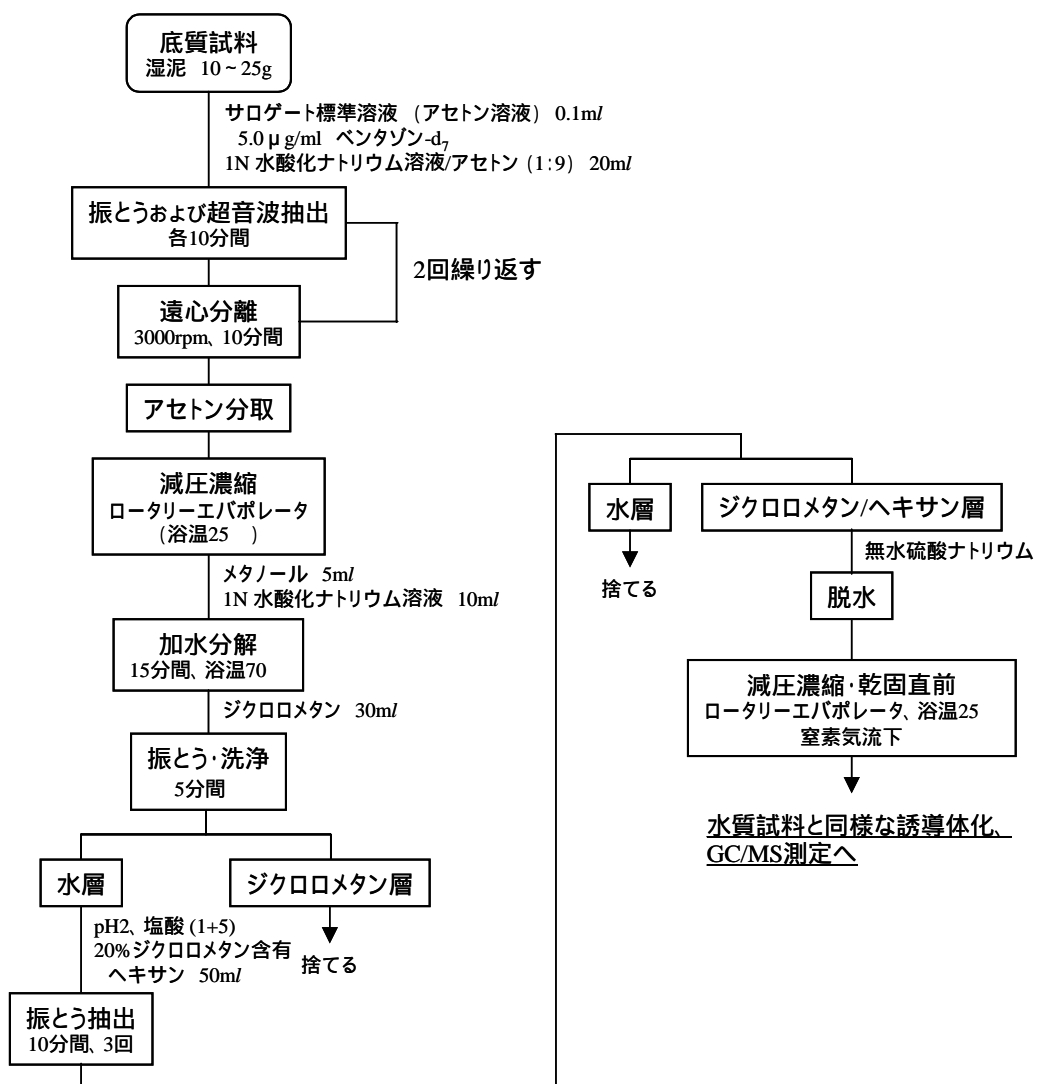 底質試料
湿泥 10~25g
サロゲート標準溶液 (アセトン溶液) 0.1ml
5.0μg/ml ベンタゾン-d7
1N 水酸化ナトリウム溶液/アセトン (1:9) 20ml
振とうおよび超音波抽出
各10分間
2回繰り返す
遠心分離
3000rpm、10分間
アセトン分取
減圧濃縮
ロータリーエバポレータ
(浴温25 )
メタノール 5ml
1N 水酸化ナトリウム溶液 10ml
加水分解
15分間、浴温70
ジクロロメタン 30ml
振とう・洗浄
5分間
水層
ジクロロメタン層
pH2、塩酸 (1+5)
20%ジクロロメタン含有
ヘキサン 50ml
捨てる
振とう抽出
10分間、3回
水層
ジクロロメタン/ヘキサン層
捨てる
無水硫酸ナトリウム
脱水
減圧濃縮・乾固直前
ロータリーエバポレータ、浴温25
窒素気流下
水質試料と同様な誘導体化、
GC/MS測定へ